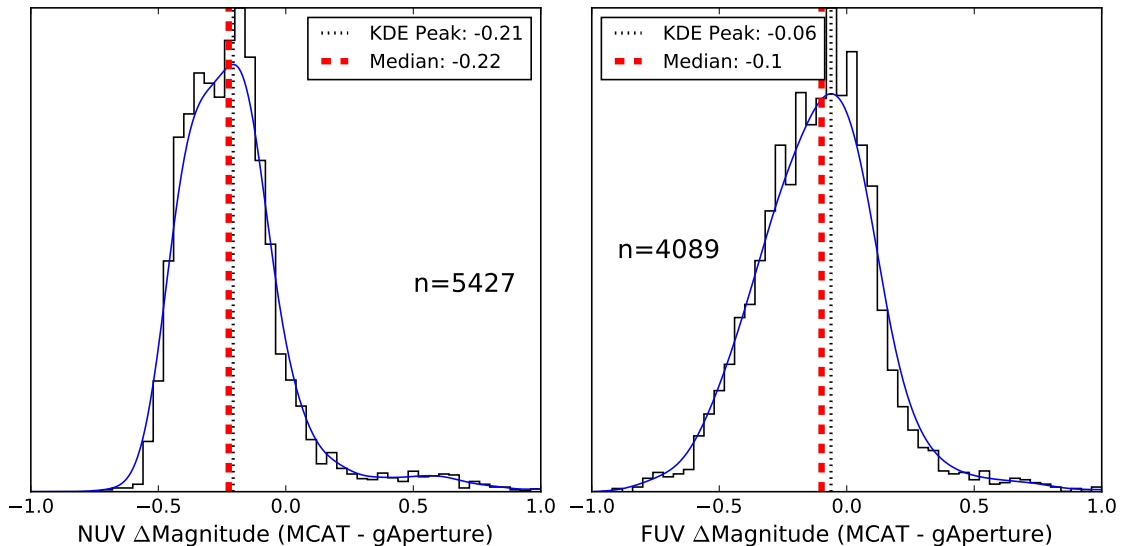 KDE Peak: -0.21
Median: -0.22
n=5427
−1.0 −0.5 0.0 0.5 1.0
NUV ΔMagnitude (MCAT - gAperture)
KDE Peak: -0.06
Median: -0.1
n=4089
−1.0 −0.5 0.0 0.5 1.0
FUV ΔMagnitude (MCAT - gAperture)